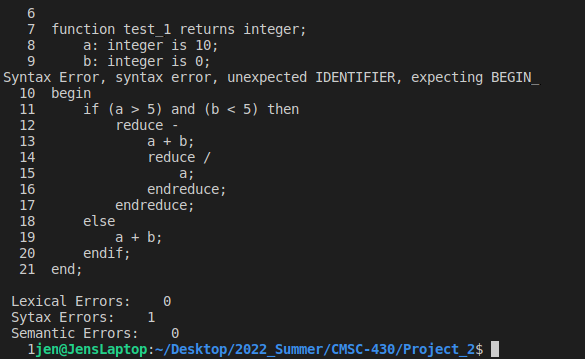 6
7  function test_1 returns integer;
8      a: integer is 10;
9      b: integer is 0;
Syntax Error, syntax error, unexpected IDENTIFIER, expecting BEGIN_
10  begin
11      if (a > 5) and (b < 5) then
12          reduce -
13              a + b;
14              reduce /
15                  a;
16              endreduce;
17          endreduce;
18      else
19          a + b;
20      endif;
21  end;
Lexical Errors:    0
Sytax Errors:    1
Semantic Errors:    0
1jen@JensLaptop:~/Desktop/2022_Summer/CMSC-430/Project_2$